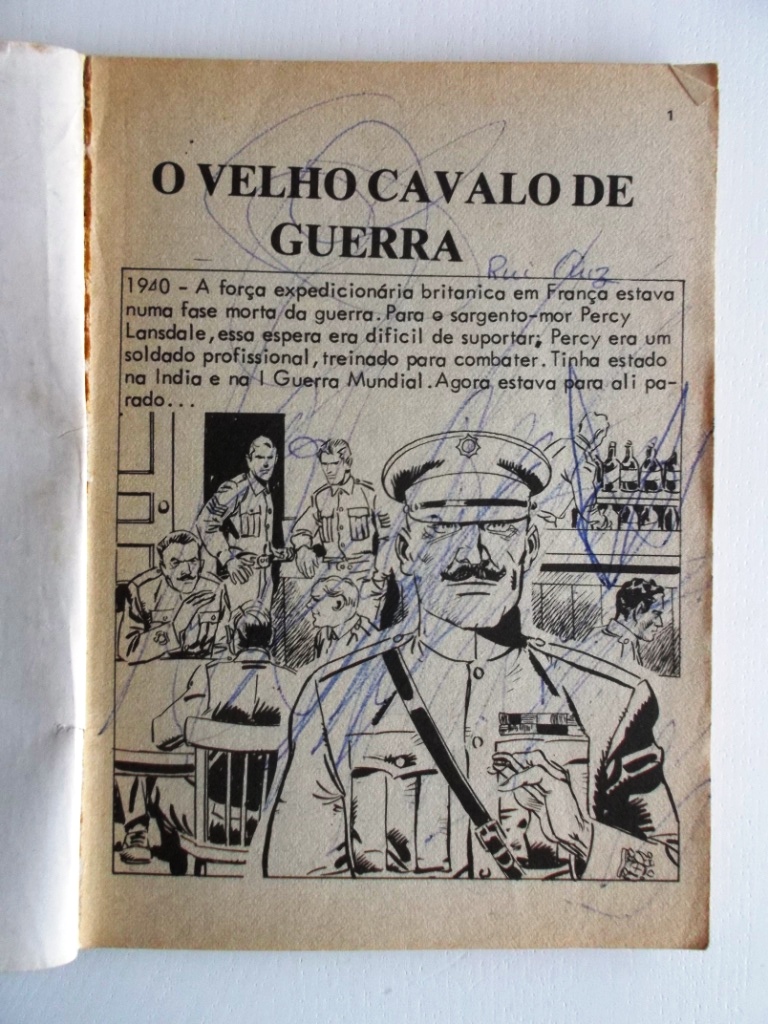 1
O VELHO CAVALO DE
GUERRA
Rui Cruz
1940 - A força expedicionária britanica em França estava
numa fase morta da guerra. Para o sargento-mor Percy
Lansdale, essa espera era dificil de suportar; Percy era um
soldado profissional, treinado para combater. Tinha estado
na India e na I Guerra Mundial. Agora estava para ali pa-
rado...